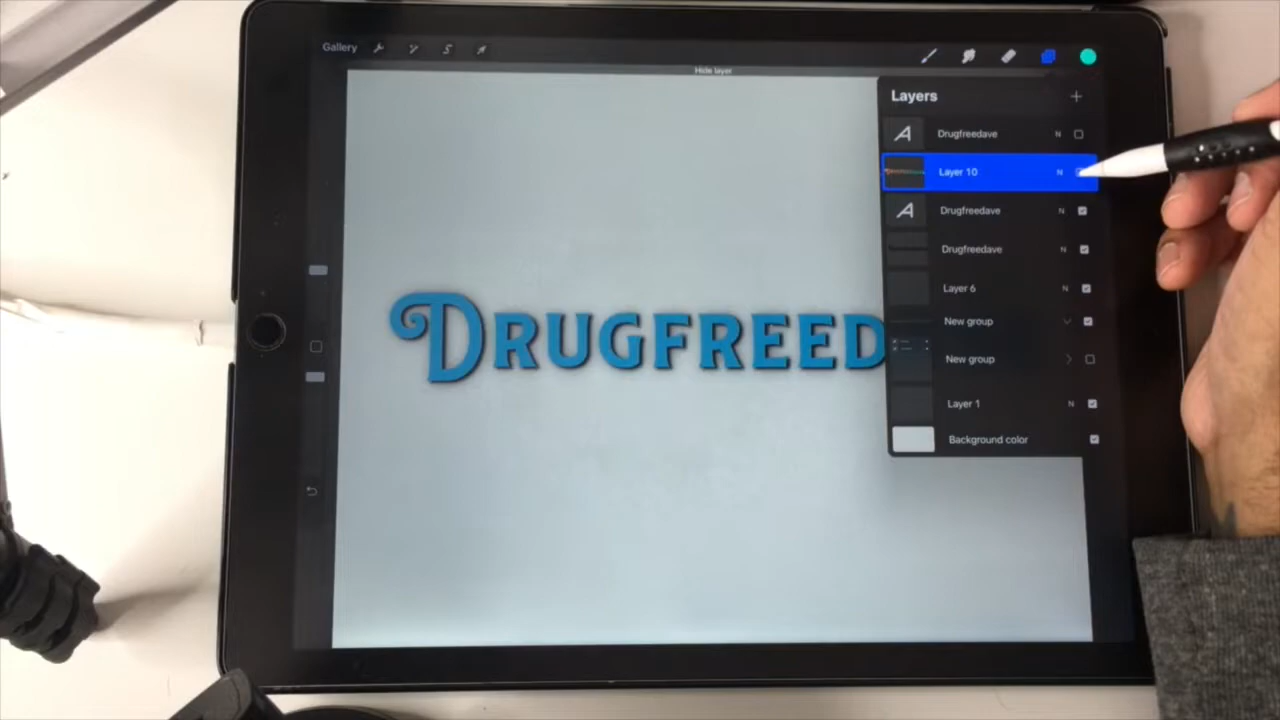 Gallery
Hide layer
Layers
Drugfreedave N
Layer 10 N
Drugfreedave N
Drugfreedave N
Layer 6 N
New group
New group
Layer 1 N
Background color
DRUGFREED